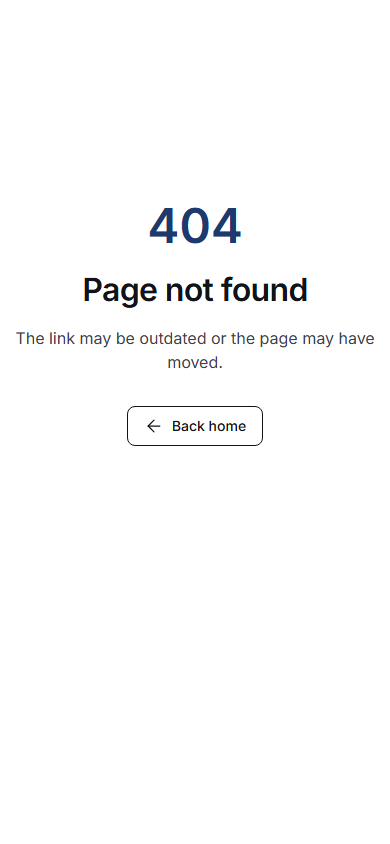 404
Page not found
The link may be outdated or the page may have
moved.
Back home